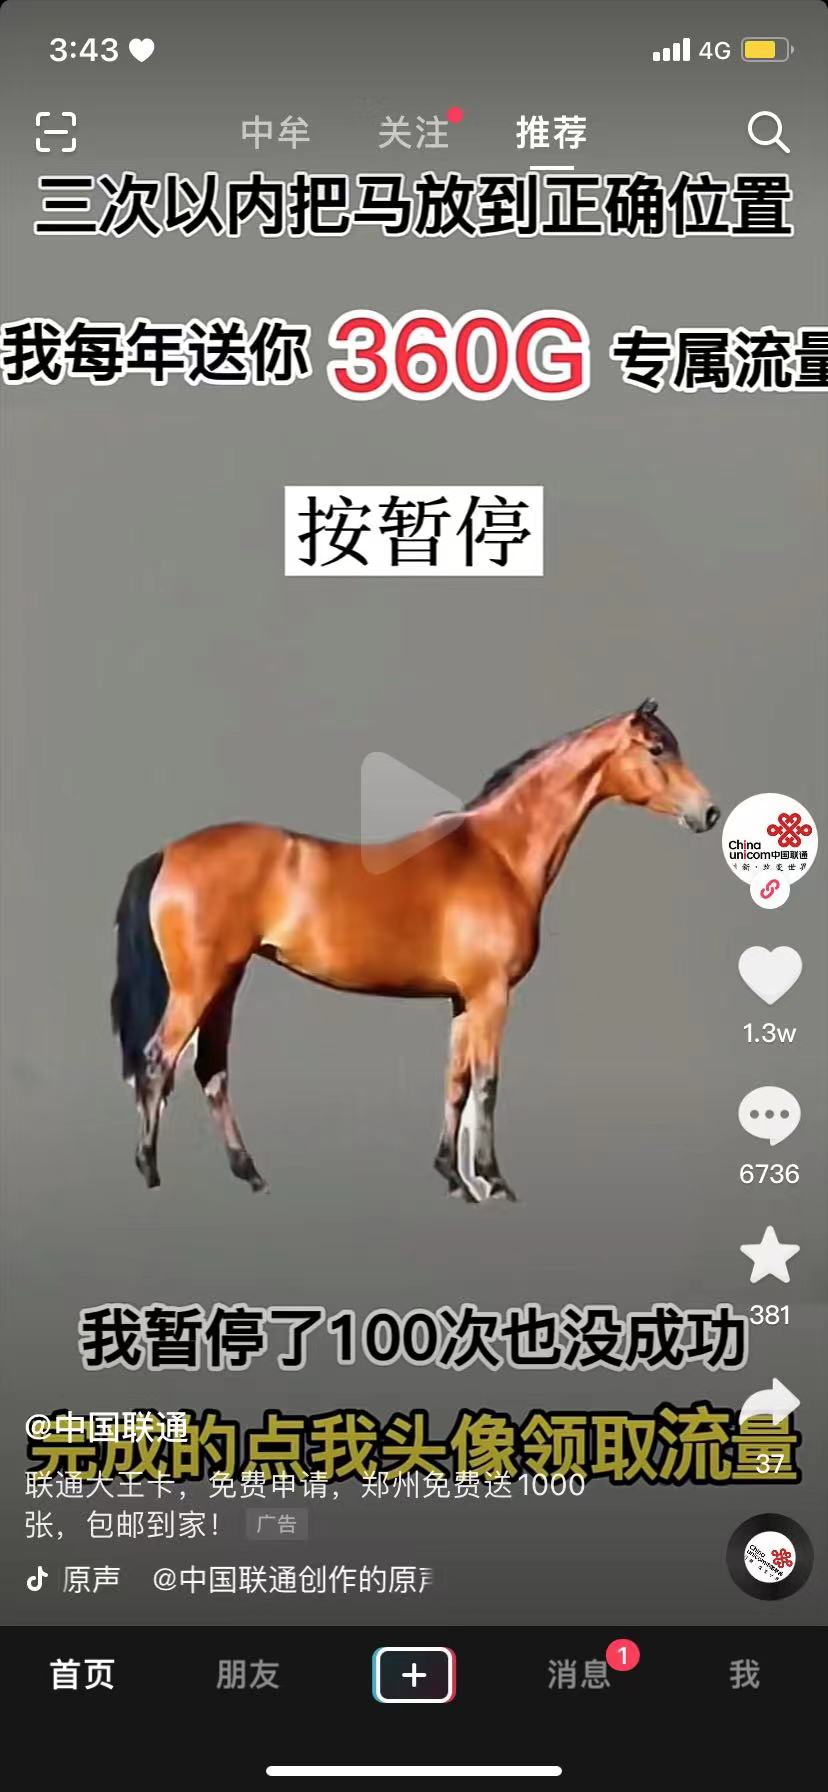 3:43
4G
中牟 关注 推荐
三次以内把马放到正确位置
我每年送你 360G 专属流量
按暂停
China
unicom中国联通
1.3w
6736
381
我暂停了100次也没成功
@中国联通
完成的点我头像领取流量
37
联通大王卡，免费申请，郑州免费送1000
张，包邮到家！ 广告
原声 @中国联通创作的原声
首页 朋友 消息 1 我